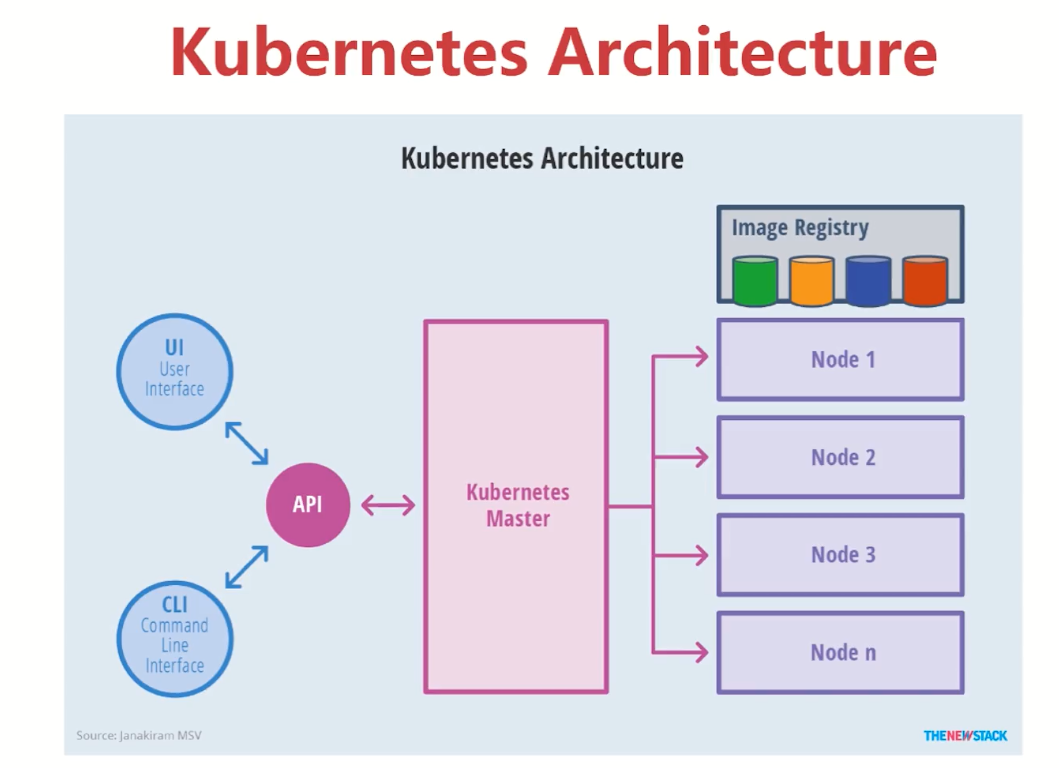 Kubernetes Architecture
Kubernetes Architecture
Image Registry
UI
User
Interface
Node 1
Node 2
API
Kubernetes
Master
Node 3
CLI
Command
Line
Interface
Node n
Source: Janakiram MSV
THENEWSTACK